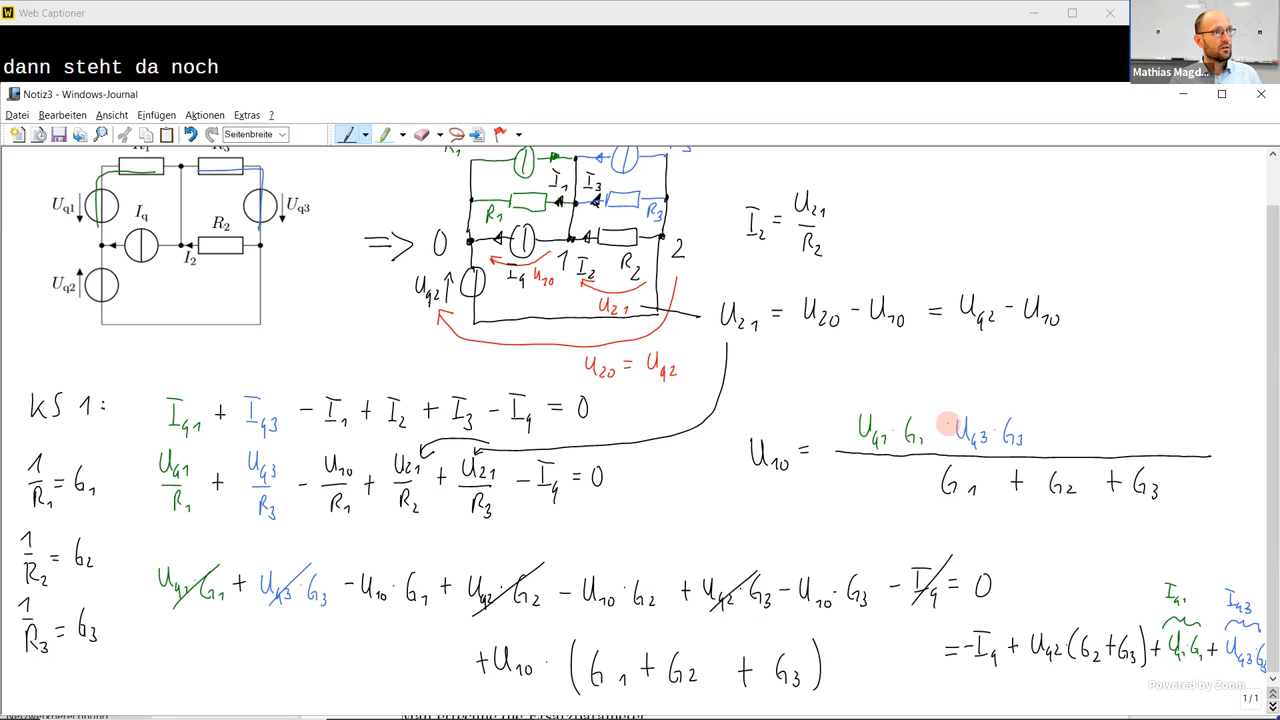 Web Captioner
dann steht da noch
Mathias Magd...
Notiz3 - Windows-Journal
Datei Bearbeiten Ansicht Einfügen Aktionen Extras ?
Seitenbreite
R1 R3
Uq1 Iq Uq3
R2
I2
Uq2
R1
I1 I3
R1 R3
=> 0 1 2
Iq U10 I2 R2
Uq2 U21
U20 = Uq2
I2 = U21 / R2
U21 = U20 - U10 = Uq2 - U10
KS 1: Iq1 + Iq3 - I1 + I2 + I3 - Iq = 0
1/R1 = G1 Uq1/R1 + Uq3/R3 - U10/R1 + U21/R2 + U21/R3 - Iq = 0
U10 = Uq1 · G1 Uq3 · G3 / G1 + G2 + G3
1/R2 = G2
Uq1 · G1 + Uq3 · G3 - U10 · G1 + Uq2 · G2 - U10 · G2 + Uq2 · G3 - U10 · G3 - Iq = 0
1/R3 = G3
Iq1 Iq3
+U10 · (G1 + G2 + G3) = -Iq + Uq2 · (G2 + G3) + Uq1 · G1 + Uq3 G3
Powered by Zoom
1/1